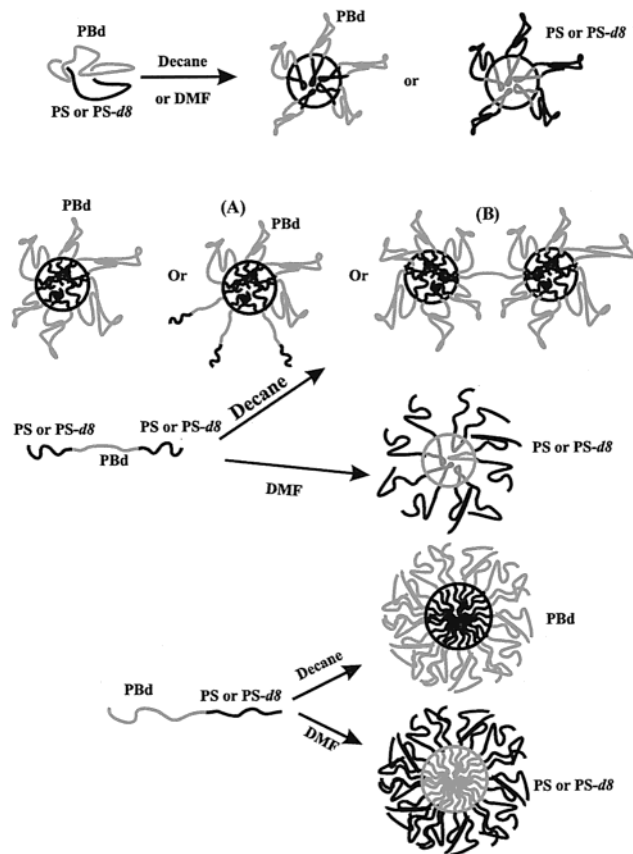 PBd
Decane
or DMF
PS or PS-d8
PBd
or
PS or PS-d8
PBd
(A)
PBd
(B)
Or
Or
Decane
PS or PS-d8
PS or PS-d8
PBd
DMF
PS or PS-d8
PBd
Decane
PBd
PS or PS-d8
DMF
PS or PS-d8